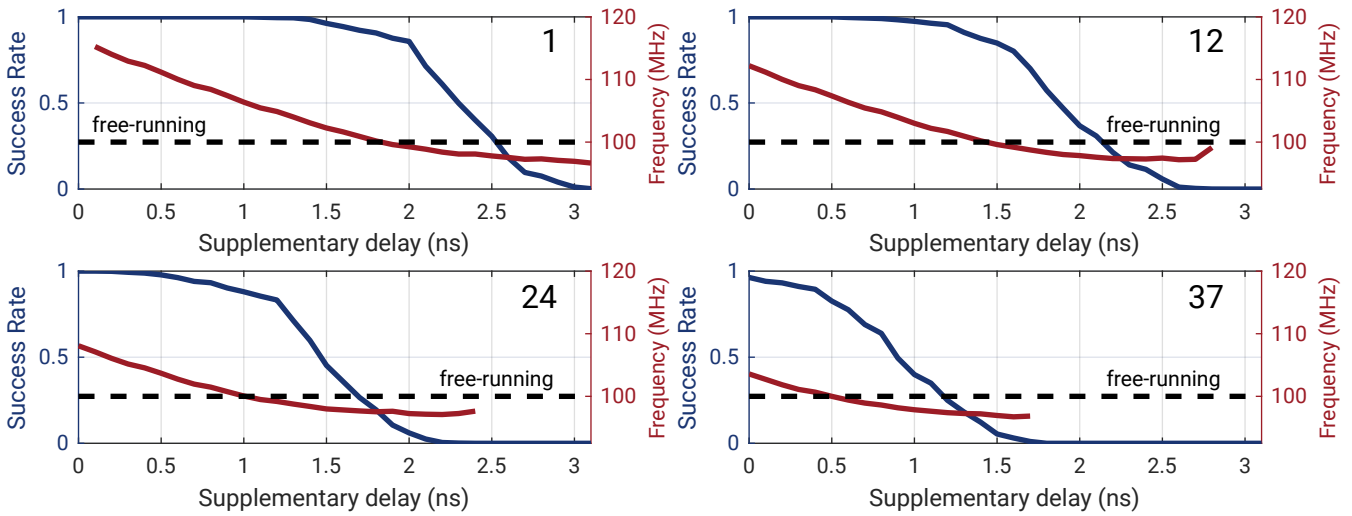 1
0.5
0
Success Rate
1
free-running
120
110
100
Frequency (MHz)
0 0.5 1 1.5 2 2.5 3
Supplementary delay (ns)
1
0.5
0
Success Rate
12
free-running
120
110
100
Frequency (MHz)
0 0.5 1 1.5 2 2.5 3
Supplementary delay (ns)
1
0.5
0
Success Rate
24
free-running
120
110
100
Frequency (MHz)
0 0.5 1 1.5 2 2.5 3
Supplementary delay (ns)
1
0.5
0
Success Rate
37
free-running
120
110
100
Frequency (MHz)
0 0.5 1 1.5 2 2.5 3
Supplementary delay (ns)